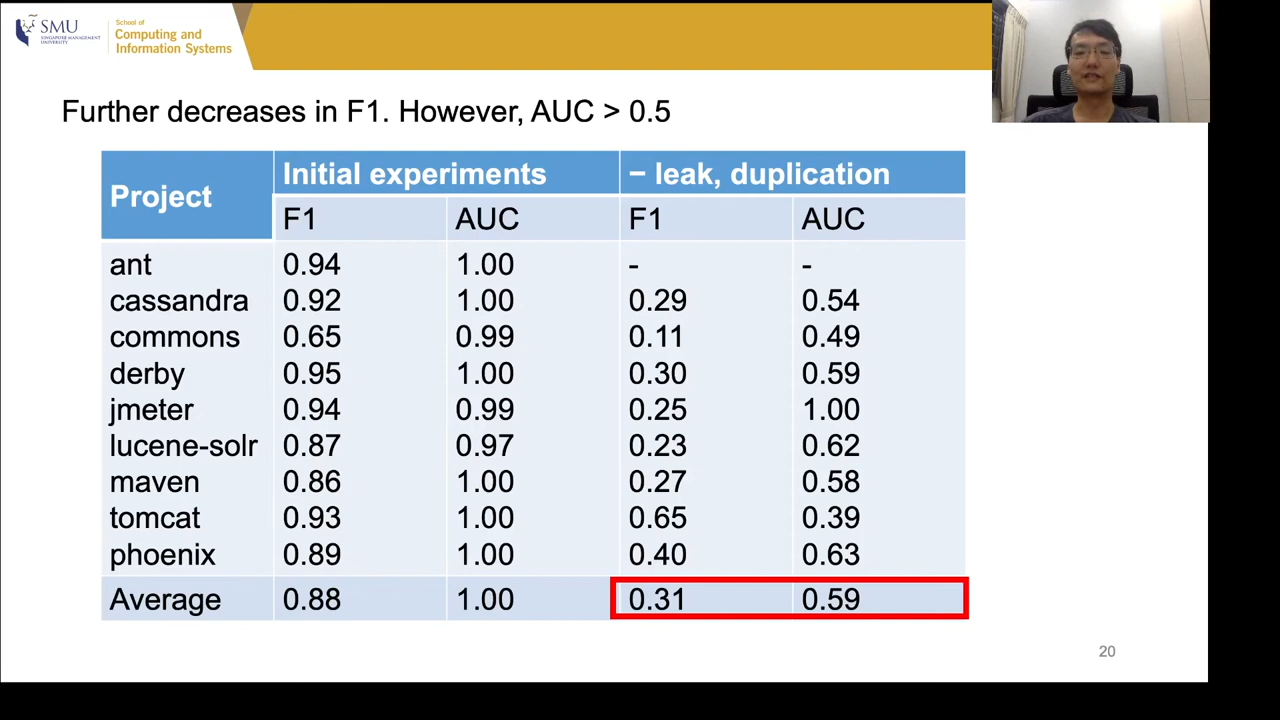 SMU
SINGAPORE MANAGEMENT
UNIVERSITY
School of
Computing and
Information Systems
Further decreases in F1. However, AUC > 0.5
Project Initial experiments − leak, duplication
F1 AUC F1 AUC
ant 0.94 1.00 - -
cassandra 0.92 1.00 0.29 0.54
commons 0.65 0.99 0.11 0.49
derby 0.95 1.00 0.30 0.59
jmeter 0.94 0.99 0.25 1.00
lucene-solr 0.87 0.97 0.23 0.62
maven 0.86 1.00 0.27 0.58
tomcat 0.93 1.00 0.65 0.39
phoenix 0.89 1.00 0.40 0.63
Average 0.88 1.00 0.31 0.59
20